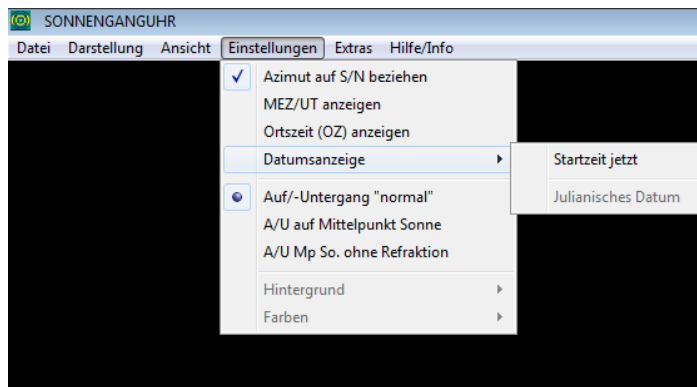 SONNENGANGUHR
Datei Darstellung Ansicht Einstellungen Extras Hilfe/Info
Azimut auf S/N beziehen
MEZ/UT anzeigen
Ortszeit (OZ) anzeigen
Datumsanzeige
Startzeit jetzt
Julianisches Datum
Auf/-Untergang "normal"
A/U auf Mittelpunkt Sonne
A/U Mp So. ohne Refraktion
Hintergrund
Farben